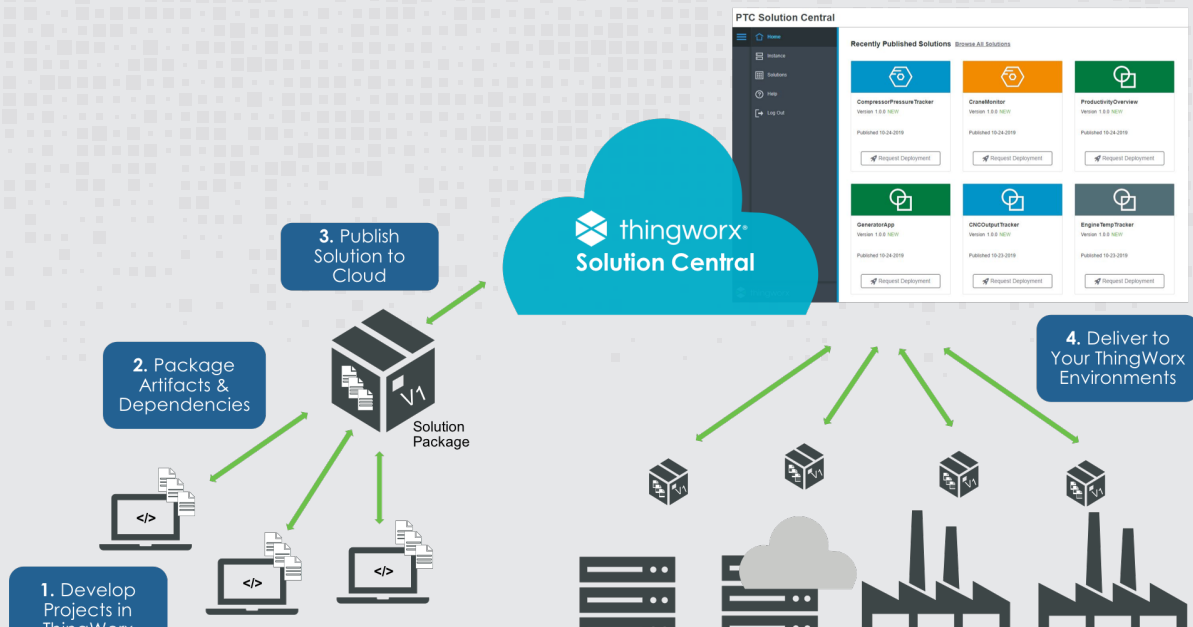 PTC Solution Central
Home
Instance
Solutions
Help
Log Out
Recently Published Solutions Browse All Solutions
CompressorPressureTracker
Version 1.0.0 NEW
Published 10-24-2019
Request Deployment
CraneMonitor
Version 1.0.0 NEW
Published 10-24-2019
Request Deployment
ProductivityOverview
Version 1.0.0 NEW
Published 10-24-2019
Request Deployment
GeneratorApp
Version 1.0.0 NEW
Published 10-24-2019
Request Deployment
CNCOutputTracker
Version 1.0.0 NEW
Published 10-23-2019
Request Deployment
EngineTempTracker
Version 1.0.0 NEW
Published 10-23-2019
Request Deployment
thingworx®
Solution Central
3. Publish
Solution to
Cloud
2. Package
Artifacts &
Dependencies
V1
Solution
Package
4. Deliver to
Your ThingWorx
Environments
V1
V1
V1
V1
</>
</>
</>
1. Develop
Projects in
ThingWorx